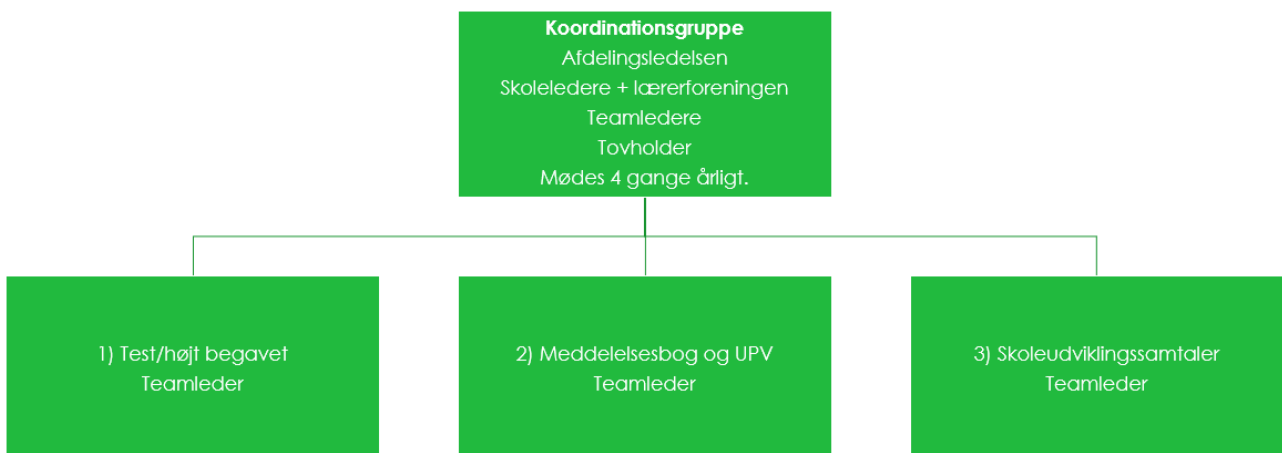 Koordinationsgruppe
Afdelingsledelsen
Skoleledere + lærerforeningen
Teamledere
Tovholder
Mødes 4 gange årligt.
1) Test/højt begavet
Teamleder
2) Meddelelsesbog og UPV
Teamleder
3) Skoleudviklingssamtaler
Teamleder